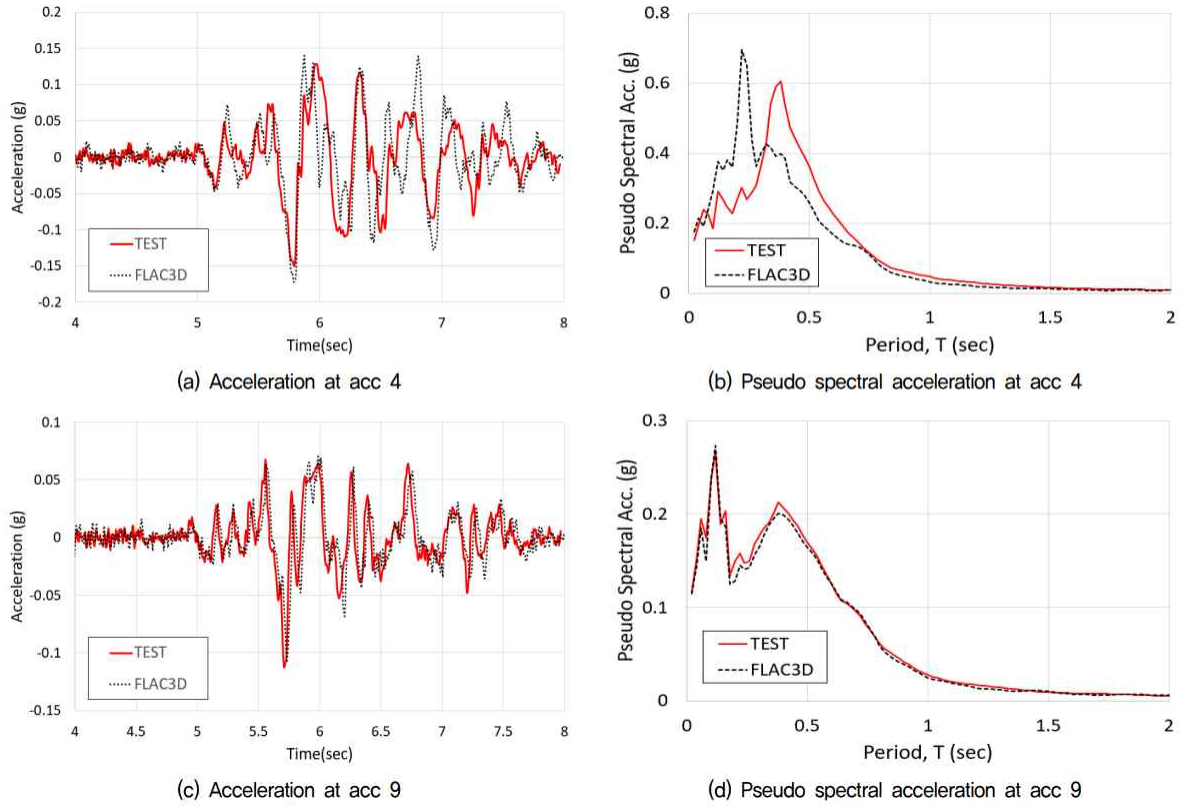 0.2
0.15
0.1
0.05
0
-0.05
-0.1
-0.15
-0.2
Acceleration (g)
TEST
FLAC3D
4 5 6 7 8
Time(sec)
(a) Acceleration at acc 4
0.8
0.6
0.4
0.2
0
Pseudo Spectral Acc. (g)
TEST
FLAC3D
0 0.5 1 1.5 2
Period, T (sec)
(b) Pseudo spectral acceleration at acc 4
0.1
0.05
0
-0.05
-0.1
-0.15
Acceleration (g)
TEST
FLAC3D
4 4.5 5 5.5 6 6.5 7 7.5 8
Time(sec)
(c) Acceleration at acc 9
0.3
0.2
0.1
0
Pseudo Spectral Acc. (g)
TEST
FLAC3D
0 0.5 1 1.5 2
Period, T (sec)
(d) Pseudo spectral acceleration at acc 9